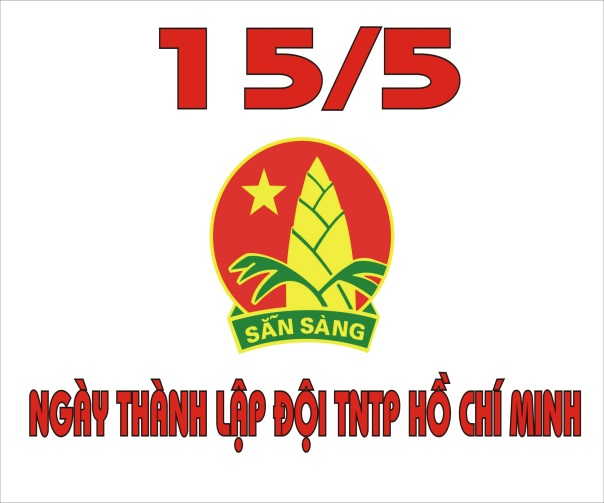 15/5
SẴN SÀNG
NGÀY THÀNH LẬP ĐỘI TNTP HỒ CHÍ MINH